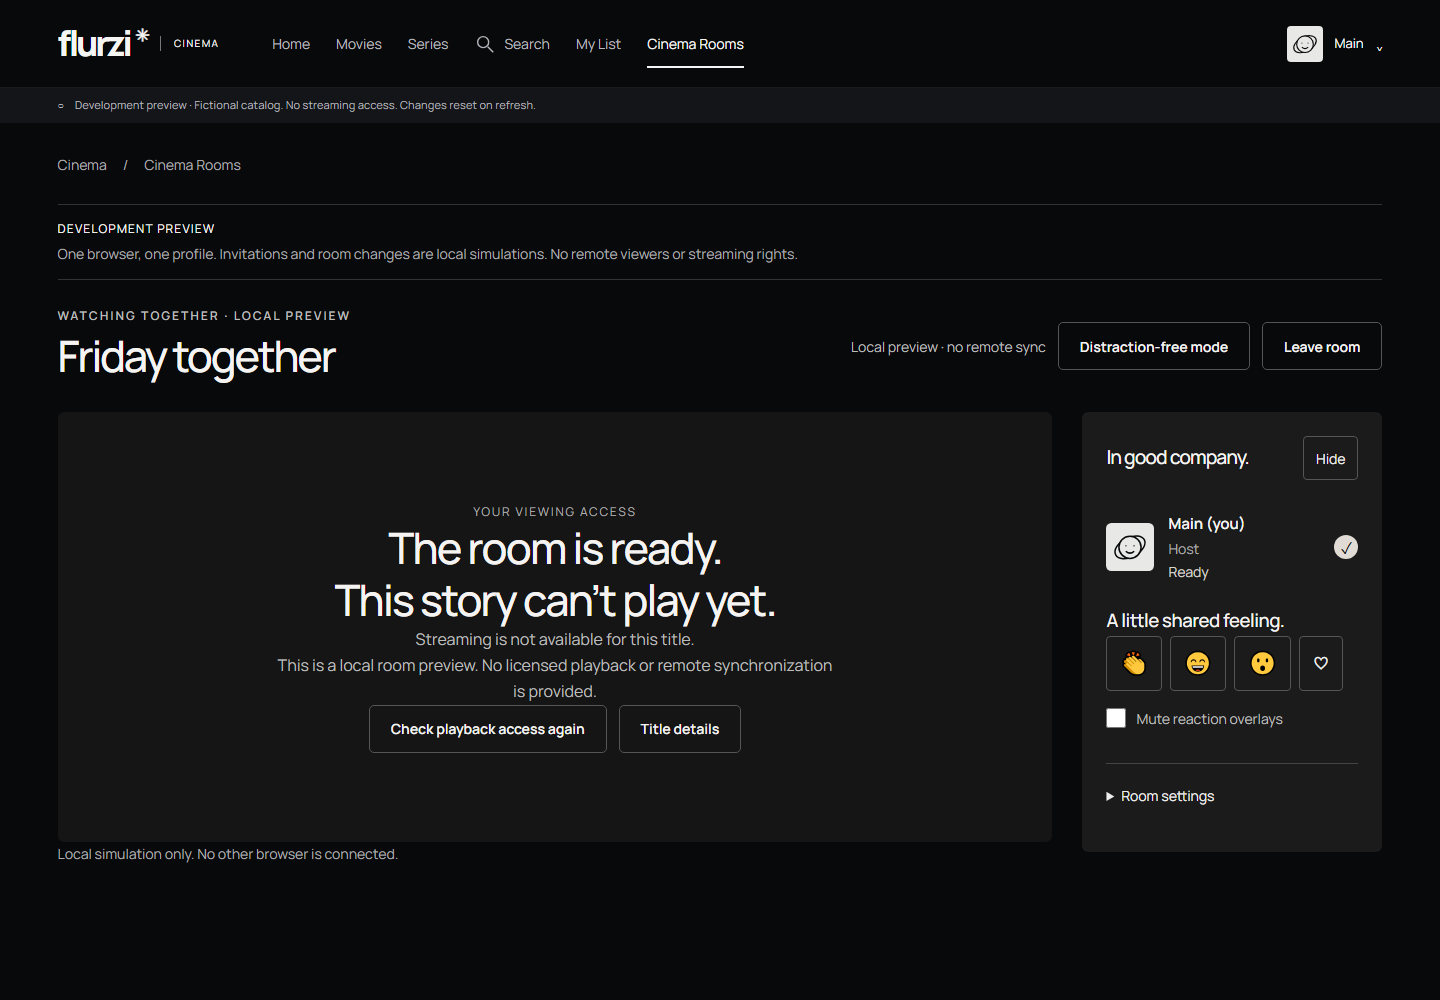 flurzi* CINEMA Home Movies Series Search My List Cinema Rooms Main
Development preview · Fictional catalog. No streaming access. Changes reset on refresh.
Cinema / Cinema Rooms
DEVELOPMENT PREVIEW
One browser, one profile. Invitations and room changes are local simulations. No remote viewers or streaming rights.
WATCHING TOGETHER · LOCAL PREVIEW
Friday together
Local preview · no remote sync Distraction-free mode Leave room
YOUR VIEWING ACCESS
The room is ready.
This story can’t play yet.
Streaming is not available for this title.
This is a local room preview. No licensed playback or remote synchronization
is provided.
Check playback access again Title details
Local simulation only. No other browser is connected.
In good company. Hide
Main (you)
Host
Ready
A little shared feeling.
Mute reaction overlays
Room settings